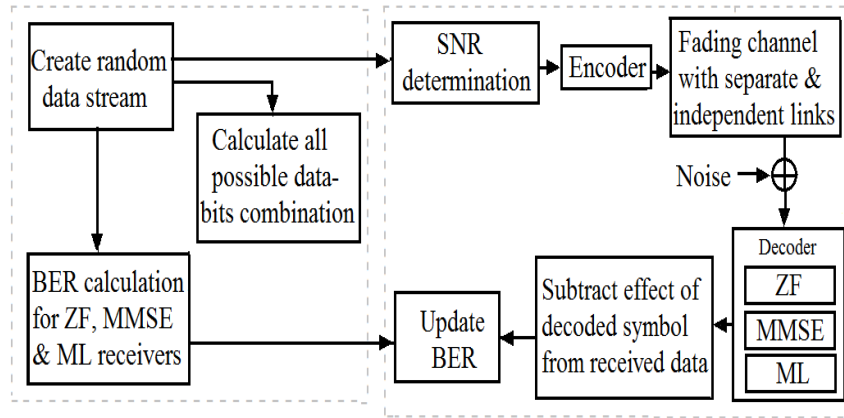 Create random
data stream
SNR
determination
Encoder
Fading channel
with separate &
independent links
Calculate all
possible data-
bits combination
Noise
BER calculation
for ZF, MMSE
& ML receivers
Update
BER
Subtract effect of
decoded symbol
from received data
Decoder
ZF
MMSE
ML